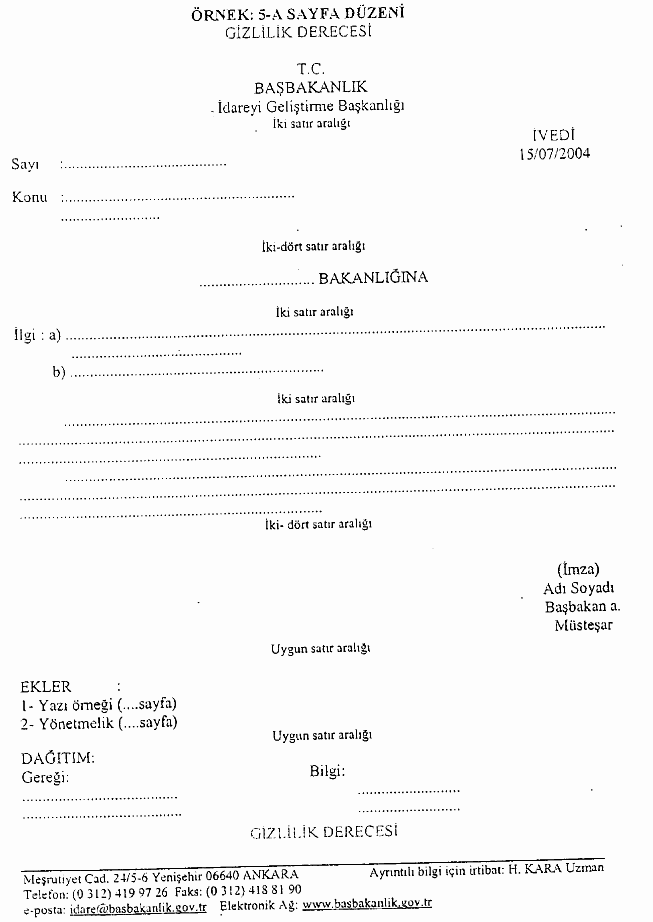 ÖRNEK: 5-A SAYFA DÜZENİ
GİZLİLİK DERECESİ
T.C.
BAŞBAKANLIK
İdareyi Geliştirme Başkanlığı
İki satır aralığı
İVEDİ
15/07/2004
Sayı :..........................................
Konu :...........................................................
.........................
İki-dört satır aralığı
............................. BAKANLIĞINA
İki satır aralığı
İlgi : a) ........................................................................................................................................
...........................................
b) .................................................................
İki satır aralığı
............................................................................................................................................
........................................................................................................................................................
.............................................................................
............................................................................................................................................
........................................................................................................................................................
.............................................................................
İki- dört satır aralığı
(İmza)
Adı Soyadı
Başbakan a.
Müsteşar
Uygun satır aralığı
EKLER :
1- Yazı örneği (....sayfa)
2- Yönetmelik (....sayfa)
Uygun satır aralığı
DAĞITIM:
Gereği: Bilgi:
....................................... ..........................
........................................ ..........................
GİZLİLİK DERECESİ
Meşrutiyet Cad. 24/5-6 Yenişehir 06640 ANKARA Ayrıntılı bilgi için irtibat: H. KARA Uzman
Telefon: (0 312) 419 97 26 Faks: (0 312) 418 81 90
e-posta: idare@basbakanlik.gov.tr Elektronik Ağ: www.basbakanlik.gov.tr